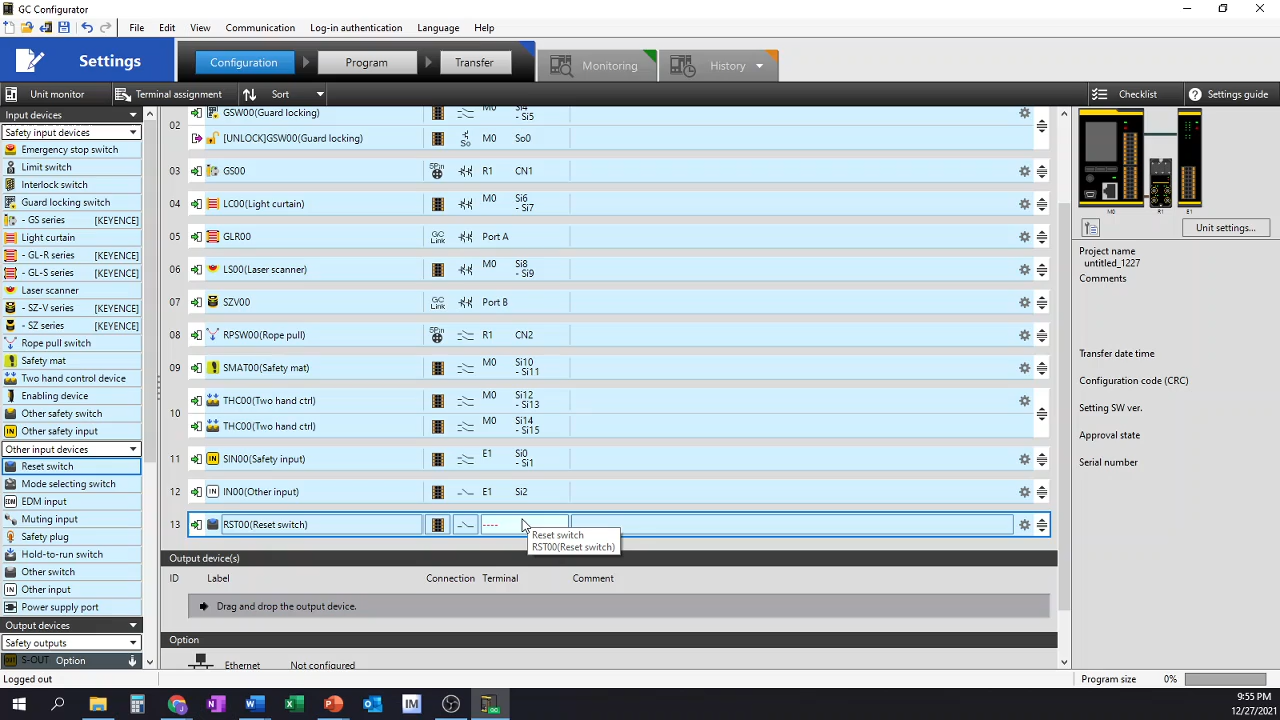 GC Configurator
File Edit View Communication Log-in authentication Language Help
Settings Configuration Program Transfer Monitoring History
Unit monitor Terminal assignment Sort Checklist Settings guide
Input devices
Safety input devices
Emergency stop switch
Limit switch
Interlock switch
Guard locking switch
- GS series [KEYENCE]
Light curtain
- GL-R series [KEYENCE]
- GL-S series [KEYENCE]
Laser scanner
- SZ-V series [KEYENCE]
- SZ series [KEYENCE]
Rope pull switch
Safety mat
Two hand control device
Enabling device
Other safety switch
Other safety input
Other input devices
Reset switch
Mode selecting switch
EDM input
Muting input
Safety plug
Hold-to-run switch
Other switch
Other input
Power supply port
Output devices
Safety outputs
S-OUT Option
02 GSW00(Guard locking) M0 Si4 - Si5
[UNLOCK]GSW00(Guard locking) So M0 So0
03 GS00 5Pin R1 CN1
04 LC00(Light curtain) M0 Si6 - Si7
05 GLR00 GC Link Port A
06 LS00(Laser scanner) M0 Si8 - Si9
07 SZV00 GC Link Port B
08 RPSW00(Rope pull) 5Pin R1 CN2
09 SMAT00(Safety mat) M0 Si10 - Si11
10 THC00(Two hand ctrl) M0 Si12 - Si13
THC00(Two hand ctrl) M0 Si14 - Si15
11 SIN00(Safety input) E1 Si0 - Si1
12 IN00(Other input) E1 Si2
13 RST00(Reset switch) ----
Reset switch
RST00(Reset switch)
Output device(s)
ID Label Connection Terminal Comment
Drag and drop the output device.
Option
Ethernet Not configured
M0 R1 E1
Unit settings...
Project name
untitled_1227
Comments
Transfer date time
Configuration code (CRC)
Setting SW ver.
Approval state
Serial number
Logged out Program size 0%
9:55 PM
12/27/2021